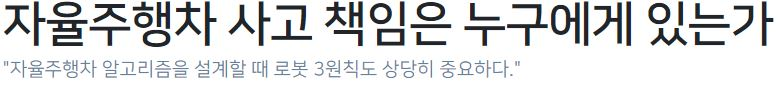 자율주행차 사고 책임은 누구에게 있는가
"자율주행차 알고리즘을 설계할 때 로봇 3원칙도 상당히 중요하다."